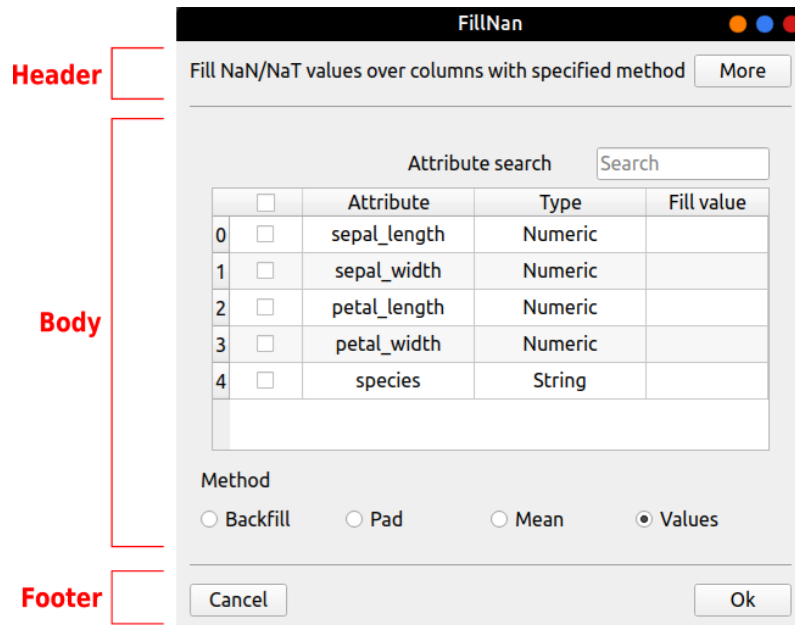 FillNan
Header
Fill NaN/NaT values over columns with specified method More
Attribute search Search
Attribute Type Fill value
0 sepal_length Numeric
1 sepal_width Numeric
2 petal_length Numeric
Body
3 petal_width Numeric
4 species String
Method
Backfill Pad Mean Values
Footer
Cancel Ok